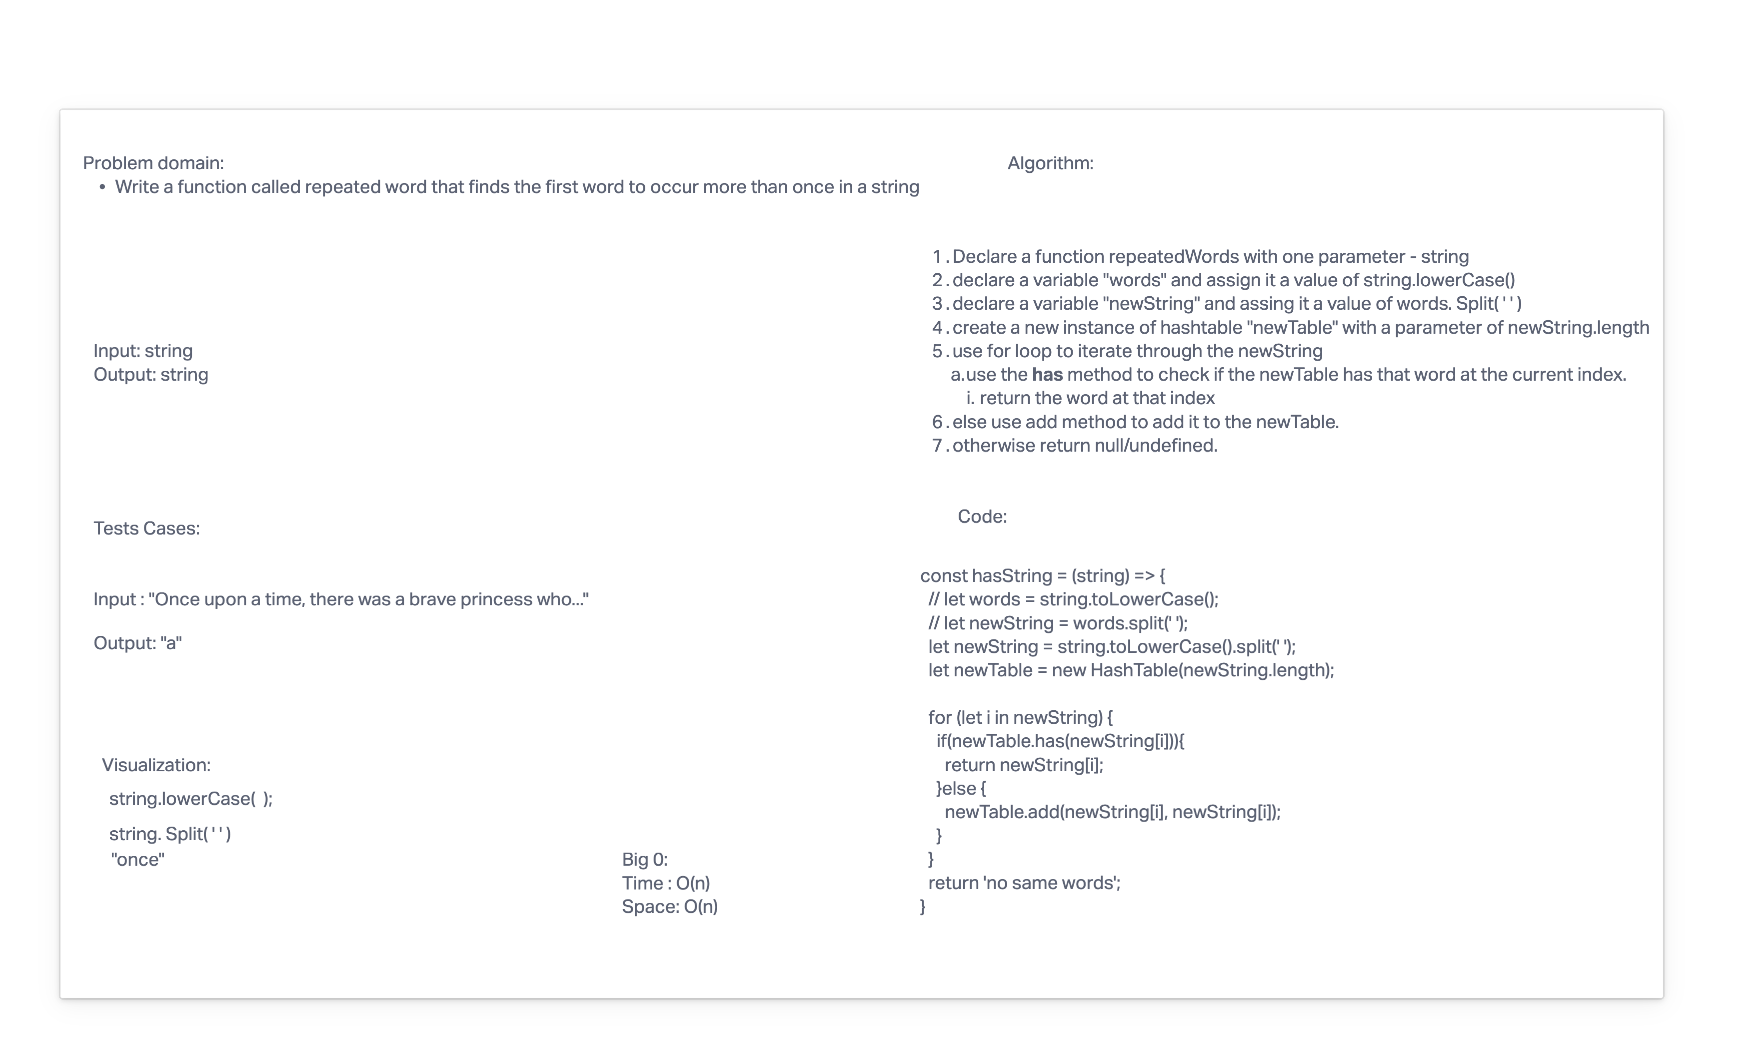 Problem domain:
• Write a function called repeated word that finds the first word to occur more than once in a string
Input: string
Output: string
Tests Cases:
Input : "Once upon a time, there was a brave princess who..."
Output: "a"
Visualization:
string.lowerCase(  );
string. Split( ' ' )
"once"
Big 0:
Time : O(n)
Space: O(n)
Algorithm:
1. Declare a function repeatedWords with one parameter - string
2. declare a variable "words" and assign it a value of string.lowerCase()
3. declare a variable "newString" and assing it a value of words. Split( ' ' )
4. create a new instance of hashtable "newTable" with a parameter of newString.length
5. use for loop to iterate through the newString
a. use the has method to check if the newTable has that word at the current index.
i. return the word at that index
6. else use add method to add it to the newTable.
7. otherwise return null/undefined.
Code:
const hasString = (string) => {
// let words = string.toLowerCase();
// let newString = words.split(' ');
let newString = string.toLowerCase().split(' ');
let newTable = new HashTable(newString.length);
for (let i in newString) {
if(newTable.has(newString[i])){
return newString[i];
}else {
newTable.add(newString[i], newString[i]);
}
}
return 'no same words';
}